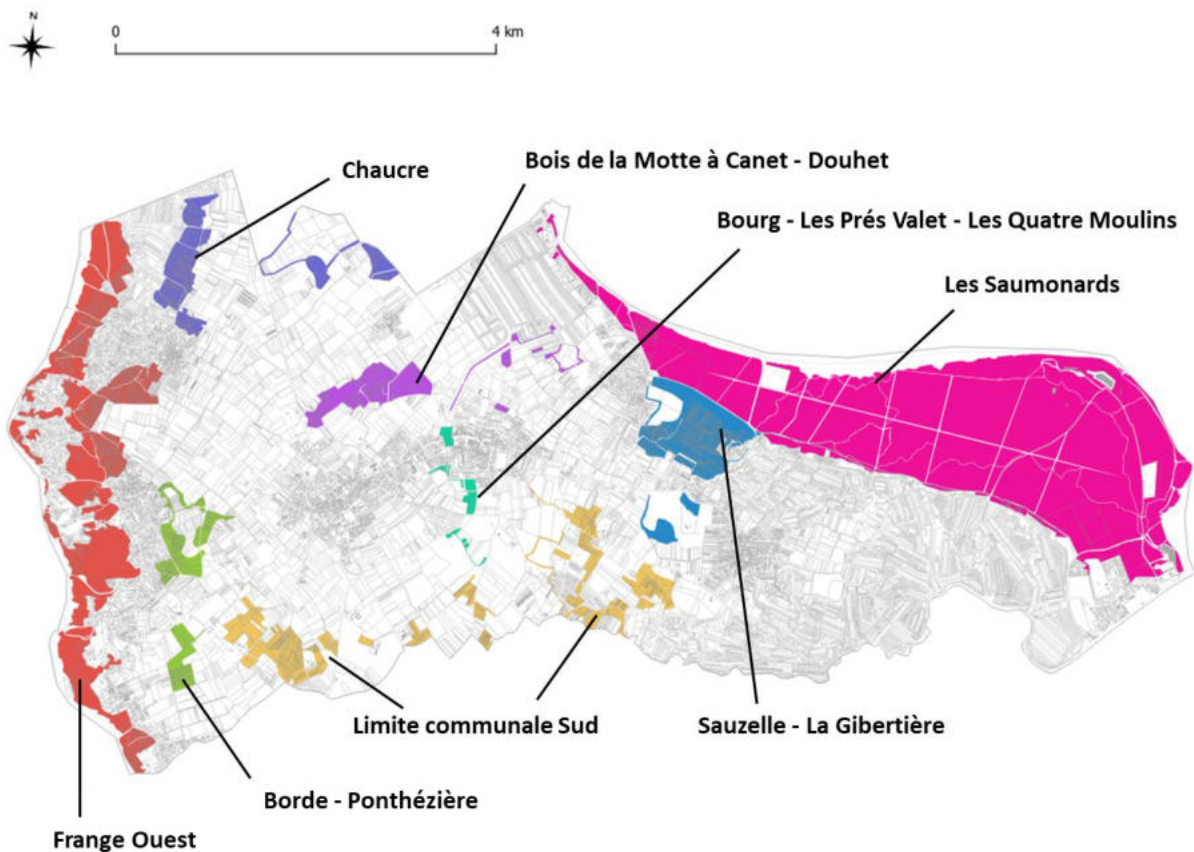 N
0
4 km
Chaucre
Bois de la Motte à Canet - Douhet
Bourg - Les Prés Valet - Les Quatre Moulins
Les Saumonards
Limite communale Sud
Sauzelle - La Gibertière
Borde - Ponthézière
Frange Ouest